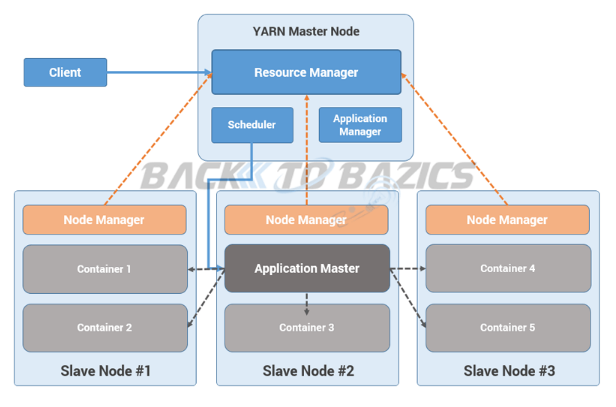 YARN Master Node
Client
Resource Manager
Scheduler
Application
Manager
BACK TO BAZICS
Node Manager
Node Manager
Node Manager
Container 1
Application Master
Container 4
Container 2
Container 3
Container 5
Slave Node #1
Slave Node #2
Slave Node #3